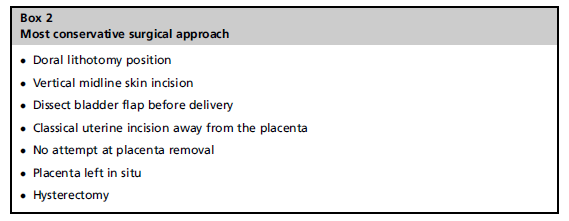 Box 2
Most conservative surgical approach
● Doral lithotomy position
● Vertical midline skin incision
● Dissect bladder flap before delivery
● Classical uterine incision away from the placenta
● No attempt at placenta removal
● Placenta left in situ
● Hysterectomy